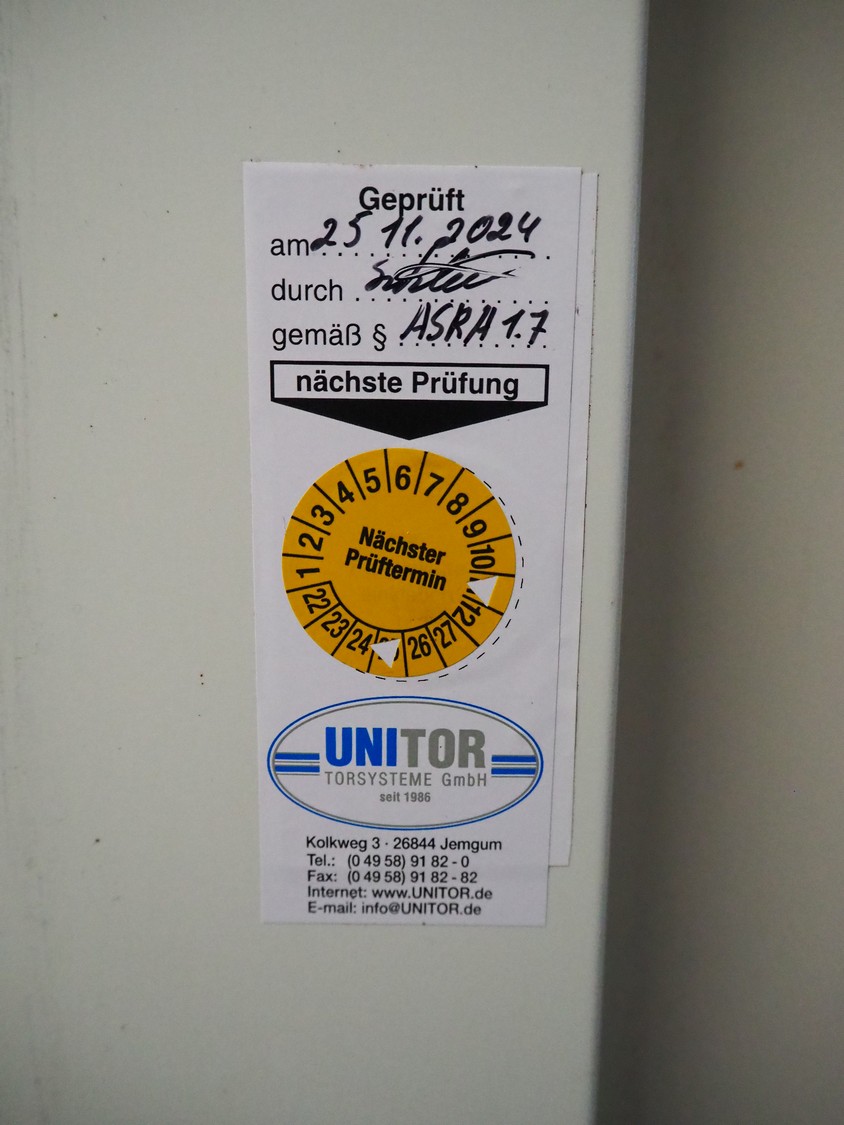 Geprüft
am 25 11. 2024
durch
gemäß § ASRA 1.7
nächste Prüfung
1 2 3 4 5 6 7 8 9 10 12
Nächster
Prüftermin
22 23 24 26 27
UNITOR
TORSYSTEME GmbH
seit 1986
Kolkweg 3 · 26844 Jemgum
Tel.: (0 49 58) 91 82 - 0
Fax: (0 49 58) 91 82 - 82
Internet: www.UNITOR.de
E-mail: info@UNITOR.de